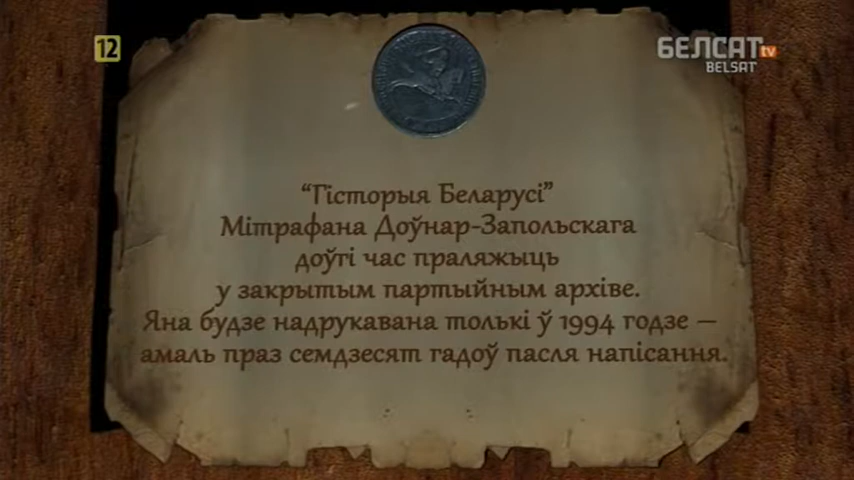 12
БЕЛСАТ tv
BELSAT
“Гісторыя Беларусі”
Мітрафана Доўнар-Запольскага
доўгі час праляжыць
у закрытым партыйным архіве.
Яна будзе надрукавана толькі ў 1994 годзе –
амаль праз семдзесят гадоў пасля напісання.